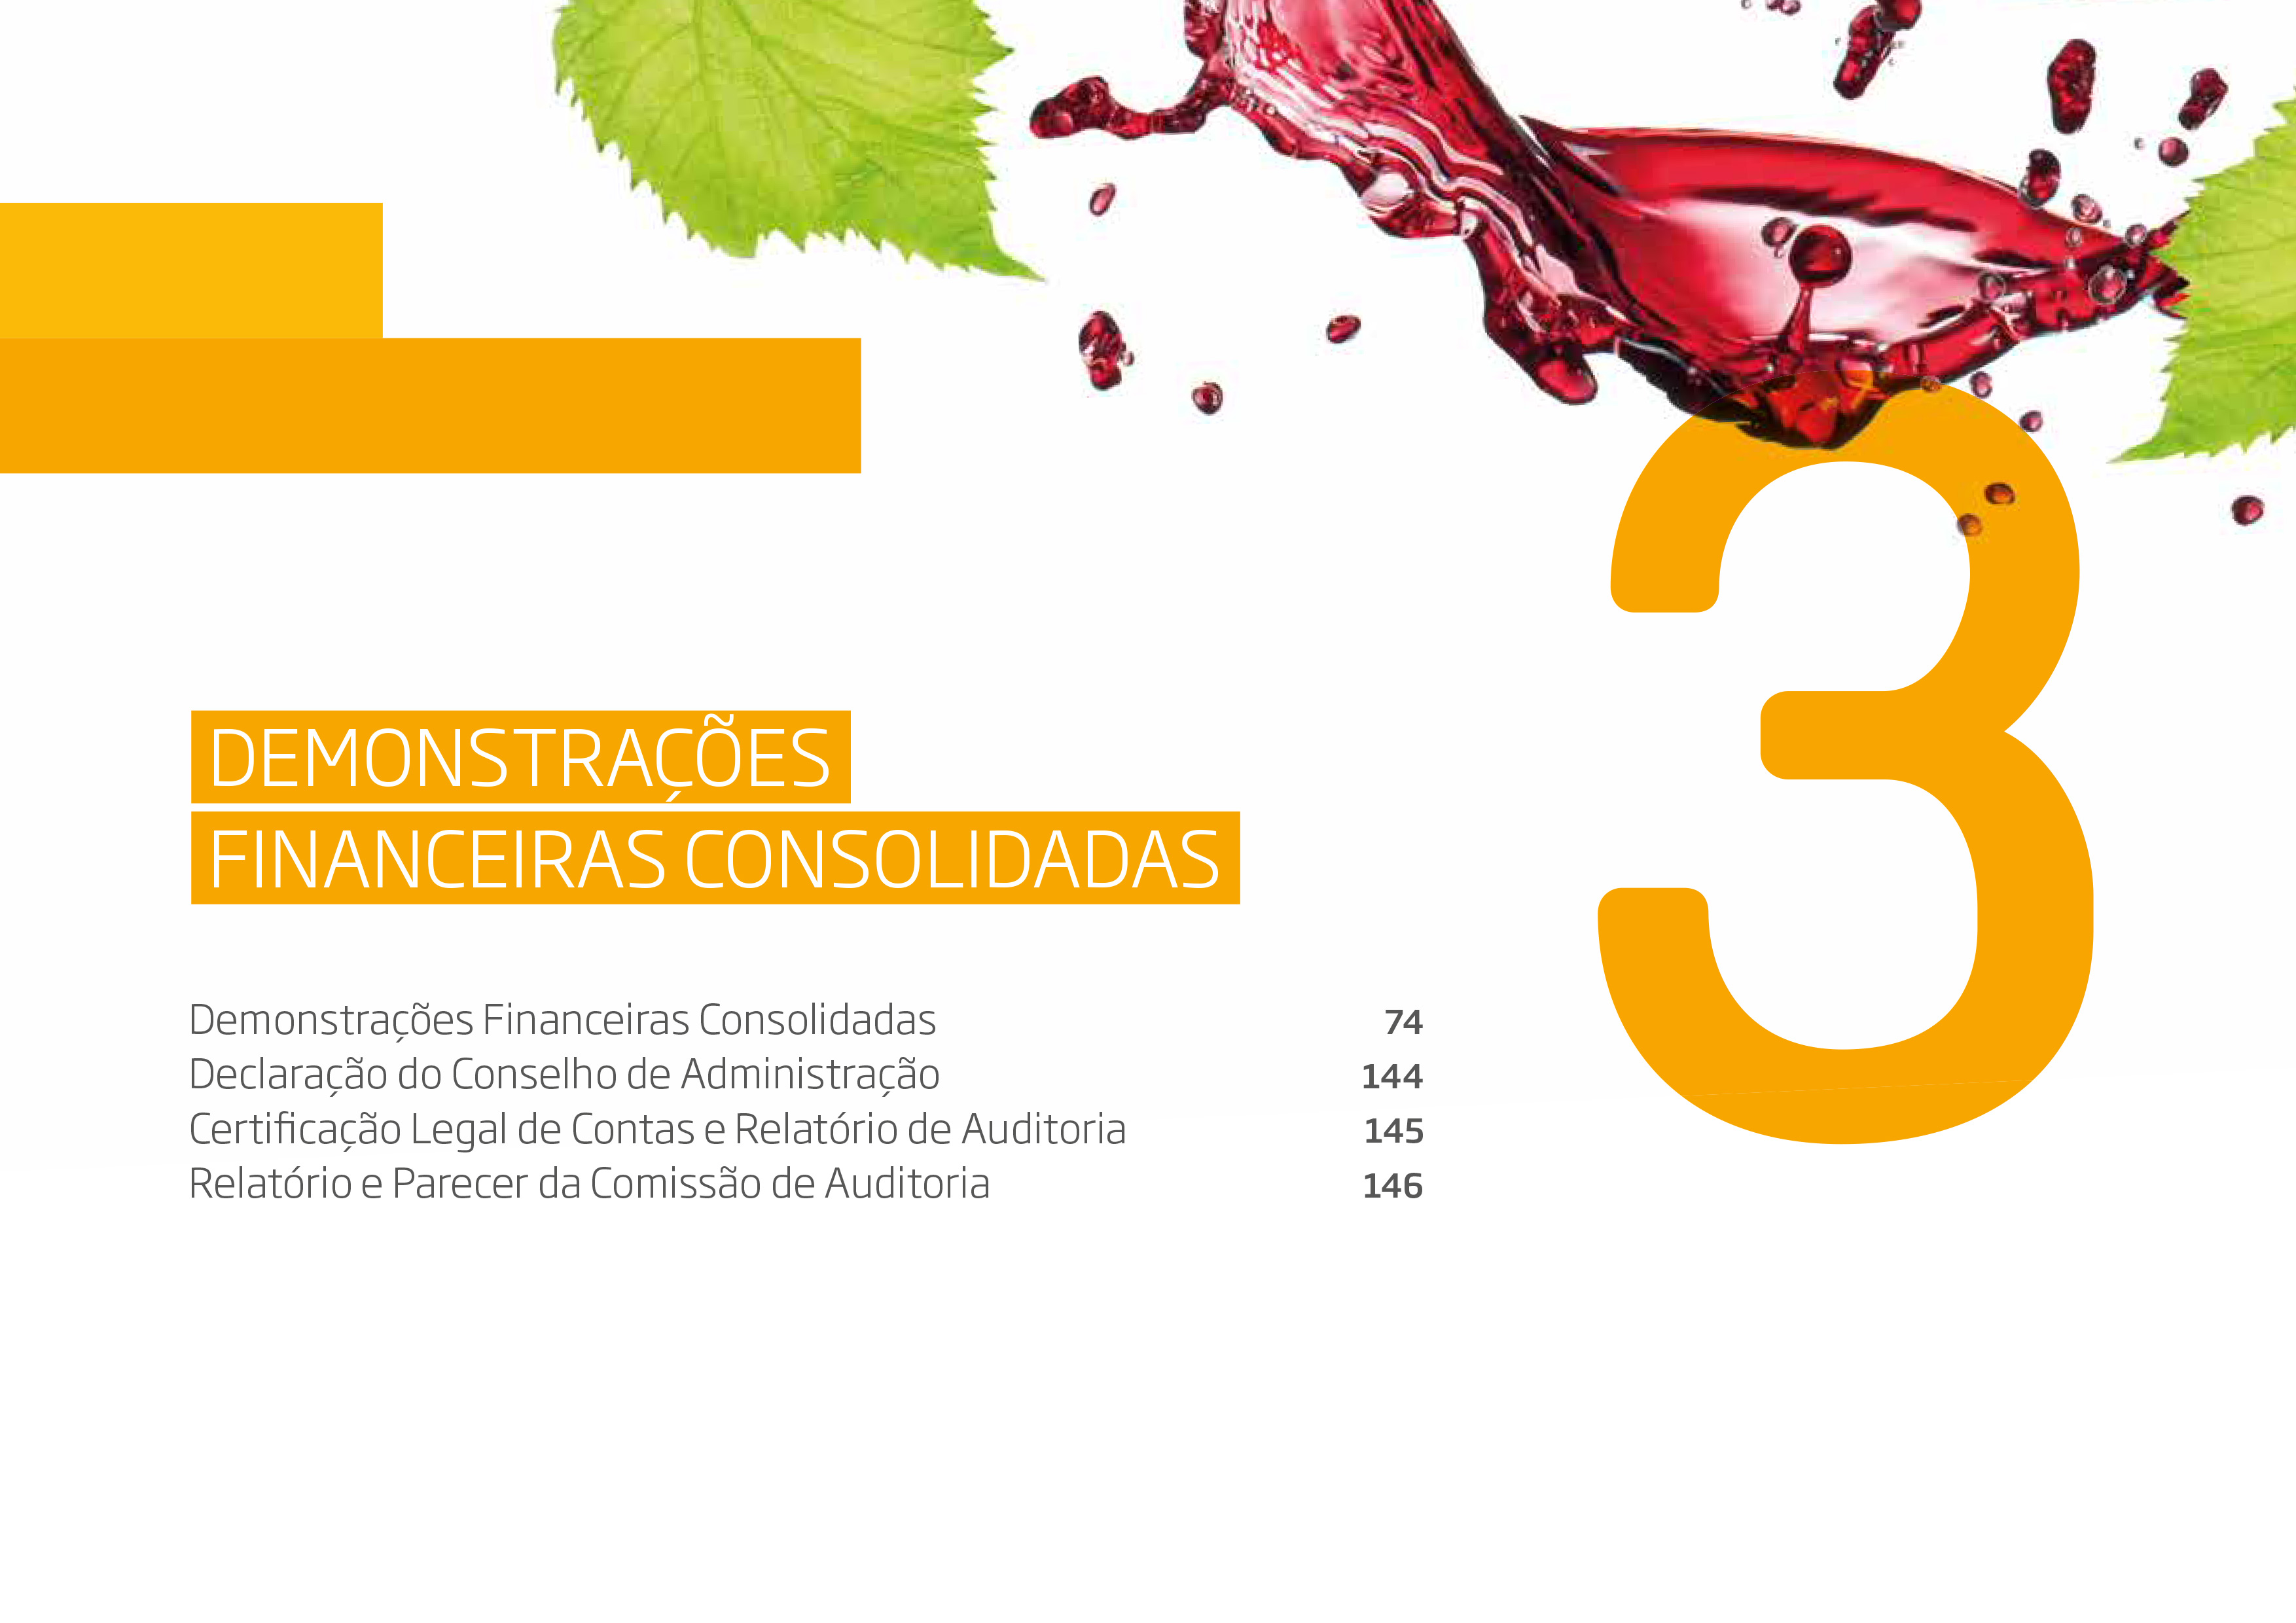 3
DEMONSTRAÇÕES
FINANCEIRAS CONSOLIDADAS
Demonstrações Financeiras Consolidadas 74
Declaração do Conselho de Administração 144
Certificação Legal de Contas e Relatório de Auditoria 145
Relatório e Parecer da Comissão de Auditoria 146